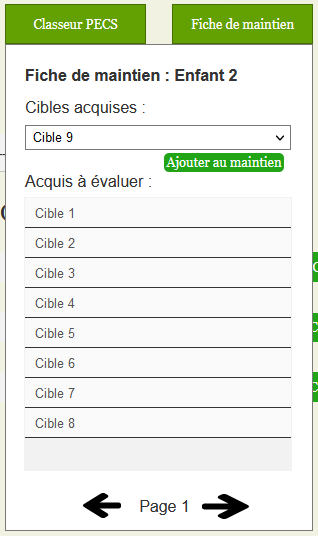 Classeur PECS
Fiche de maintien
Fiche de maintien : Enfant 2
Cibles acquises :
Cible 9
Ajouter au maintien
Acquis à évaluer :
Cible 1
Cible 2
Cible 3
Cible 4
Cible 5
Cible 6
Cible 7
Cible 8
Page 1